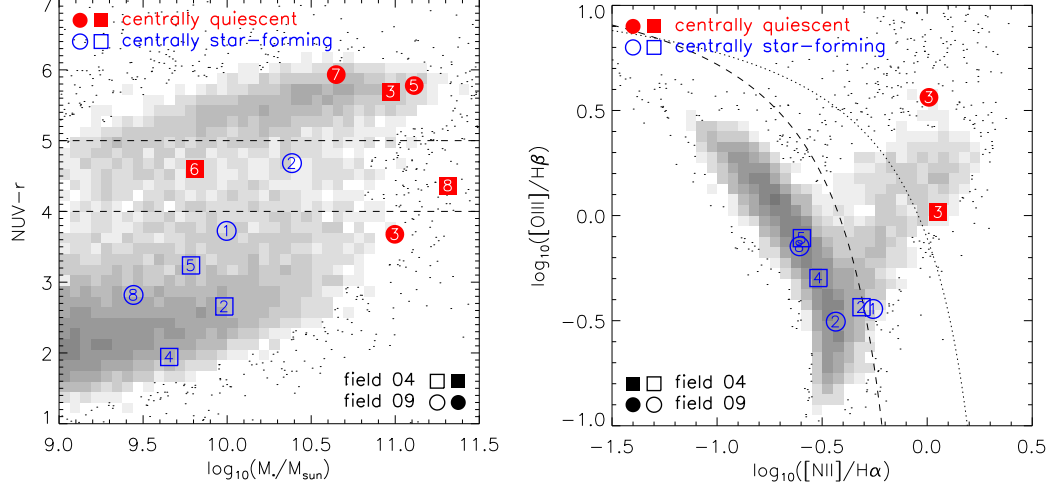 centrally quiescent
centrally star-forming
7
6
5
4
3
2
1
NUV-r
7
5
3
6
2
8
1
3
5
8
2
4
field 04
field 09
9.0 9.5 10.0 10.5 11.0 11.5
log₁₀(M⋆/Mₛᵤₙ)
centrally quiescent
centrally star-forming
1.0
0.5
0.0
-0.5
-1.0
log₁₀([OIII]/Hβ)
3
3
5
4
2
1
2
field 04
field 09
-1.5 -1.0 -0.5 0.0 0.5
log₁₀([NII]/Hα)